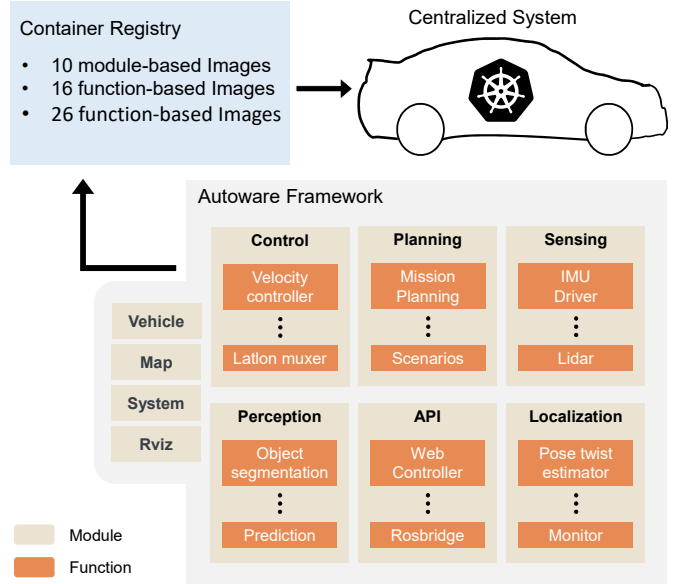 Container Registry
• 10 module-based Images
• 16 function-based Images
• 26 function-based Images
Centralized System
Autoware Framework
Control
Velocity
controller
Latlon muxer
Planning
Mission
Planning
Scenarios
Sensing
IMU
Driver
Lidar
Vehicle
Map
System
Rviz
Perception
Object
segmentation
Prediction
API
Web
Controller
Rosbridge
Localization
Pose twist
estimator
Monitor
Module
Function